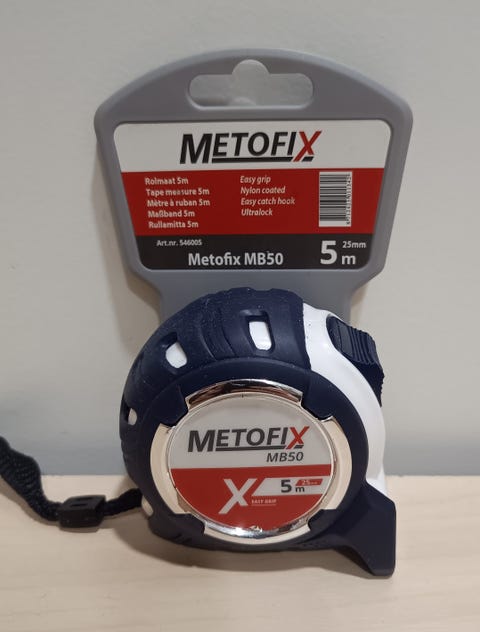 METOFIX
Rolmaat 5m
Tape measure 5m
Mètre à ruban 5m
Maßband 5m
Rullamitta 5m
Easy grip
Nylon coated
Easy catch hook
Ultralock
Art.nr. 546005
Metofix MB50
5 m
25mm
METOFIX
MB50
X
EASY GRIP
5 m
25mm